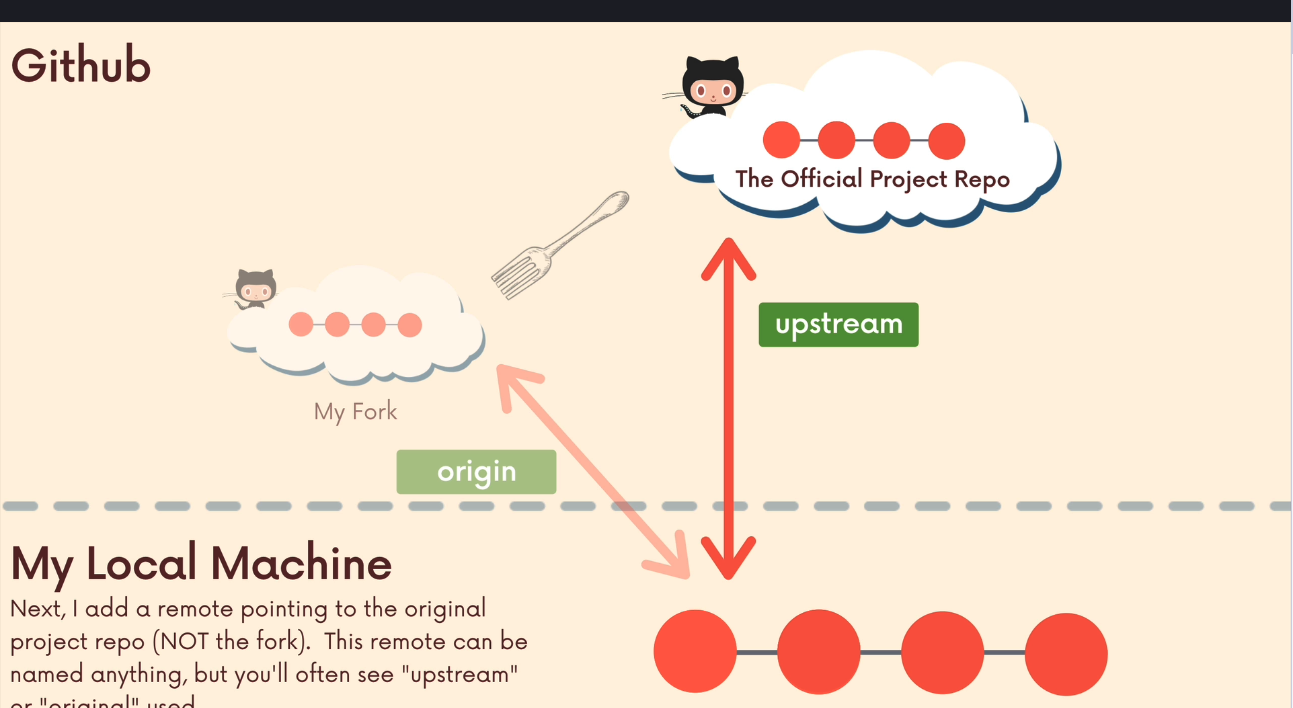 Github
The Official Project Repo
upstream
My Fork
origin
My Local Machine
Next, I add a remote pointing to the original
project repo (NOT the fork).  This remote can be
named anything, but you'll often see "upstream"
or "original" used